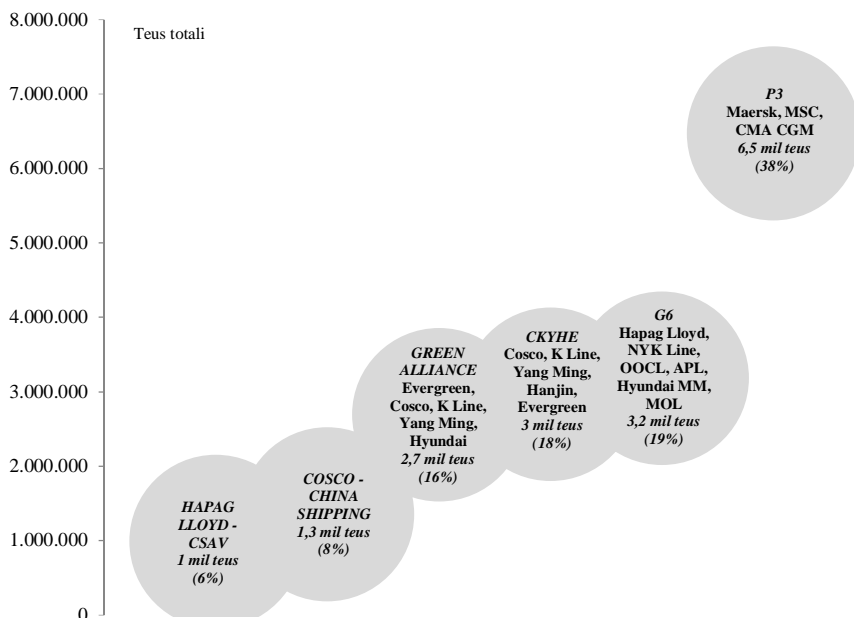 8.000.000
7.000.000
6.000.000
5.000.000
4.000.000
3.000.000
2.000.000
1.000.000
0
Teus totali
HAPAG
LLOYD -
CSAV
1 mil teus
(6%)
COSCO -
CHINA
SHIPPING
1,3 mil teus
(8%)
GREEN
ALLIANCE
Evergreen,
Cosco, K Line,
Yang Ming,
Hyundai
2,7 mil teus
(16%)
CKYHE
Cosco, K Line,
Yang Ming,
Hanjin,
Evergreen
3 mil teus
(18%)
G6
Hapag Lloyd,
NYK Line,
OOCL, APL,
Hyundai MM,
MOL
3,2 mil teus
(19%)
P3
Maersk, MSC,
CMA CGM
6,5 mil teus
(38%)